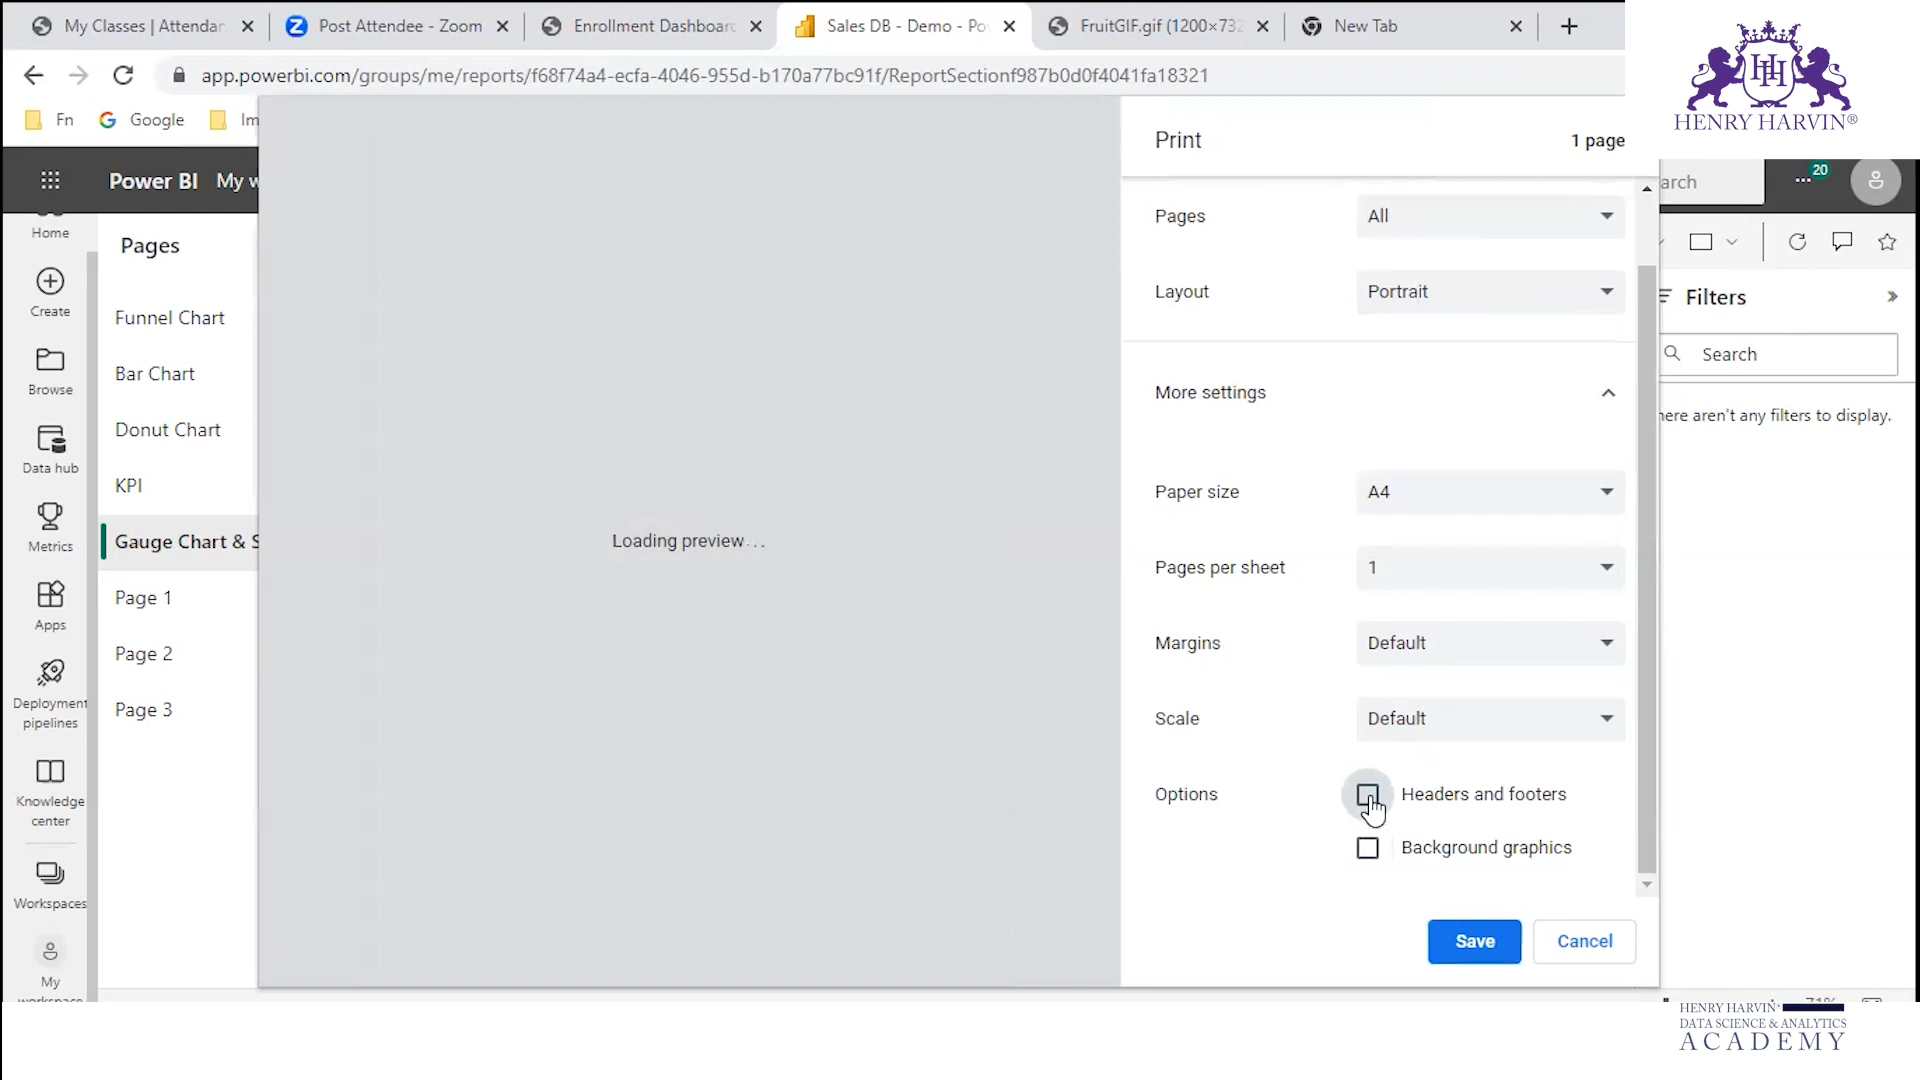 My Classes | Attendan
Post Attendee - Zoom
Enrollment Dashboard
Sales DB - Demo - Po
FruitGIF.gif (1200×732
New Tab
app.powerbi.com/groups/me/reports/f68f74a4-ecfa-4046-955d-b170a77bc91f/ReportSectionf987b0d0f4041fa18321
HENRY HARVIN®
Fn
Google
Im
Print
1 page
Power BI
My w
arch
20
Home
Pages
Pages
All
Create
Funnel Chart
Layout
Portrait
Filters
Browse
Bar Chart
Search
More settings
Data hub
Donut Chart
here aren't any filters to display.
KPI
Paper size
A4
Metrics
Gauge Chart & S
Loading preview...
Pages per sheet
1
Apps
Page 1
Margins
Default
Deployment
pipelines
Page 2
Page 3
Scale
Default
Knowledge
center
Options
Headers and footers
Background graphics
Workspaces
Save
Cancel
My
workspace
71%
HENRY HARVIN®
DATA SCIENCE & ANALYTICS
ACADEMY